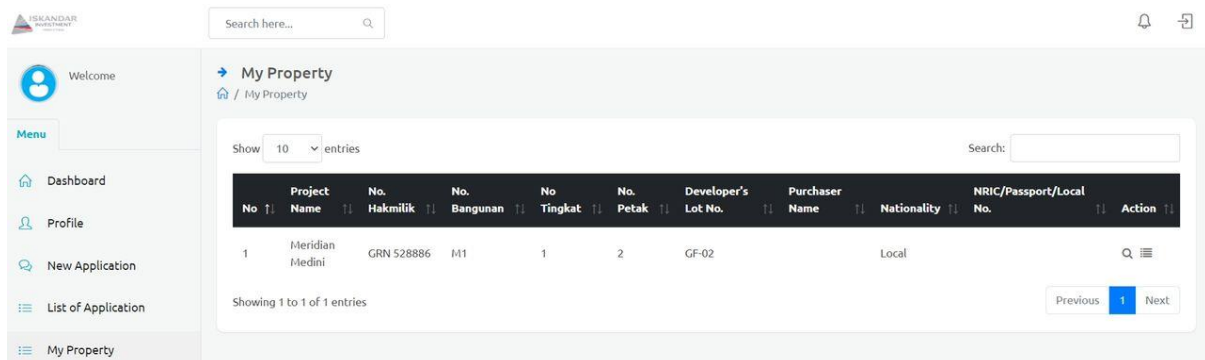 ISKANDAR
INVESTMENT
Search here...
Welcome
My Property
/ My Property
Menu
Dashboard
Profile
New Application
List of Application
My Property
Show 10 entries
Search:
No Project Name No. Hakmilik No. Bangunan No Tingkat No. Petak Developer's Lot No. Purchaser Name Nationality NRIC/Passport/Local No. Action
1 Meridian Medini GRN 528886 M1 1 2 GF-02 Local
Showing 1 to 1 of 1 entries
Previous 1 Next